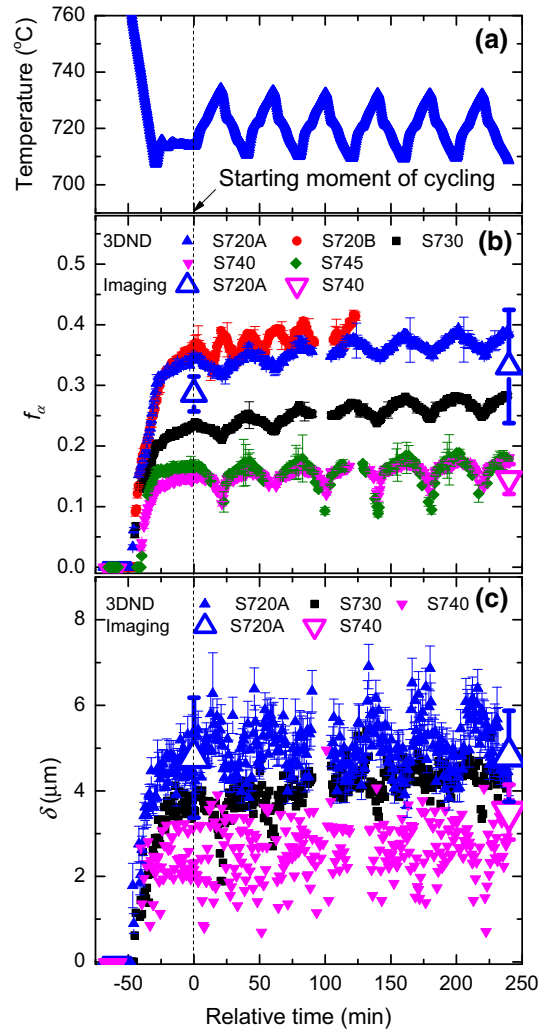 760
740
720
700
Temperature (°C)
(a)
Starting moment of cycling
3DND S720A S720B S730
(b)
S740 S745
Imaging S720A S740
0.5
0.4
0.3
0.2
0.1
0.0
fα
3DND S720A S730 S740
(c)
Imaging S720A S740
8
6
4
2
0
δ (μm)
-50 0 50 100 150 200 250
Relative time (min)